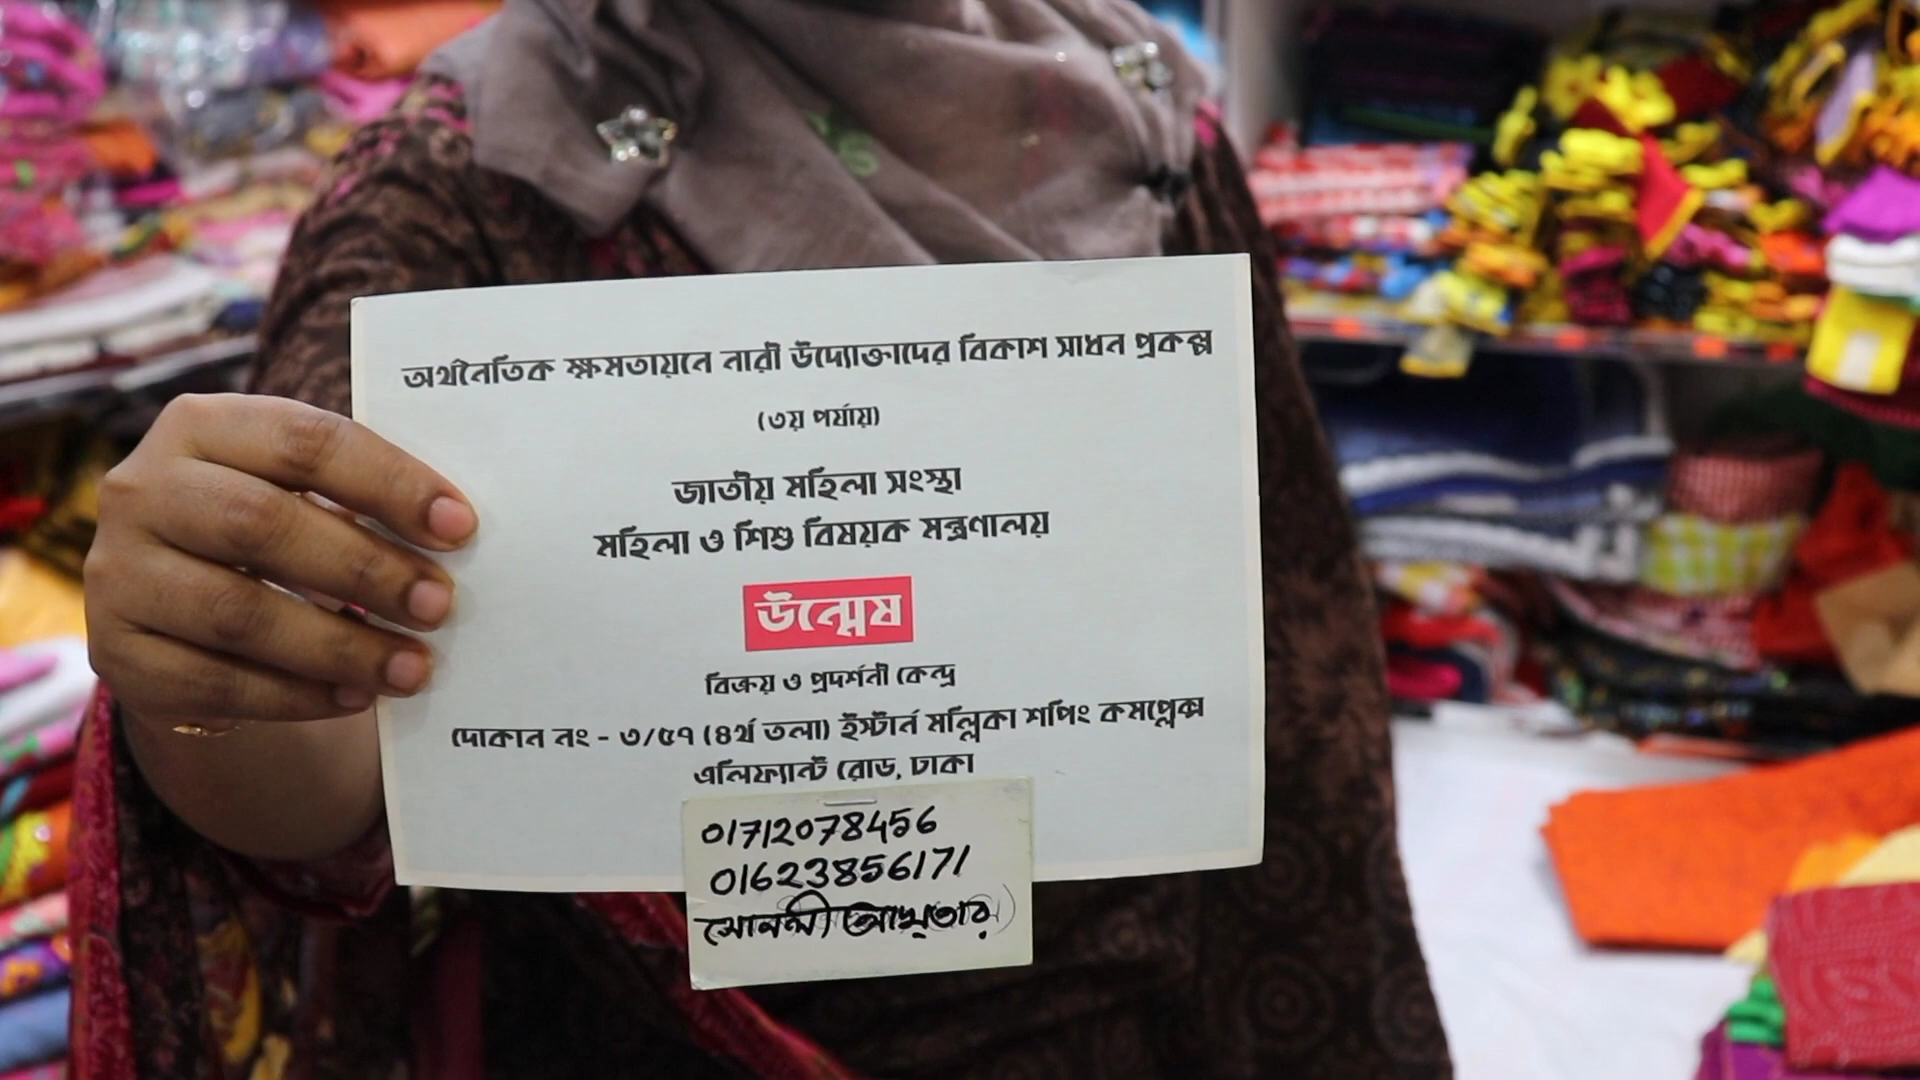 অর্থনৈতিক ক্ষমতায়নে নারী উদ্যোক্তাদের বিকাশ সাধন প্রকল্প
(৩য় পর্যায়)
জাতীয় মহিলা সংস্থা
মহিলা ও শিশু বিষয়ক মন্ত্রণালয়
উন্মেষ
বিক্রয় ও প্রদর্শনী কেন্দ্র
দোকান নং - ৩/৫৭ (৪র্থ তলা) ইস্টার্ন মল্লিকা শপিং কমপ্লেক্স
এলিফ্যান্ট রোড, ঢাকা
01712078456
01623856171
সোনালী আখতার